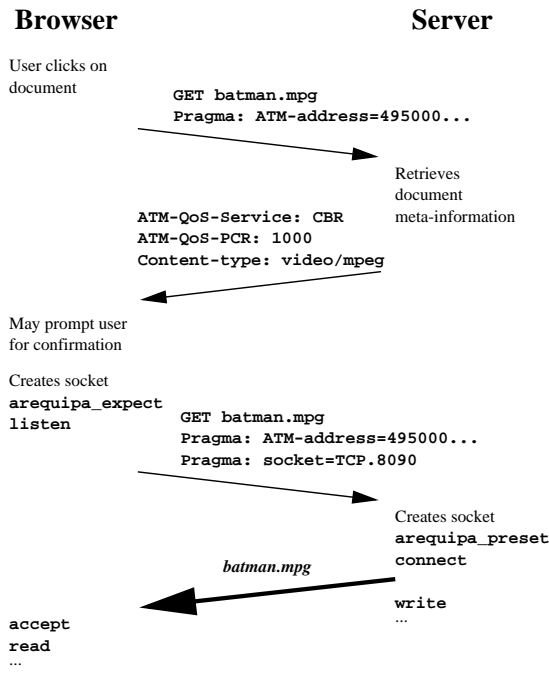 Browser
Server
User clicks on
document
GET batman.mpg
Pragma: ATM-address=495000...
Retrieves
document
meta-information
ATM-QoS-Service: CBR
ATM-QoS-PCR: 1000
Content-type: video/mpeg
May prompt user
for confirmation
Creates socket
arequipa_expect
listen
GET batman.mpg
Pragma: ATM-address=495000...
Pragma: socket=TCP.8090
Creates socket
arequipa_preset
connect
batman.mpg
write
...
accept
read
...